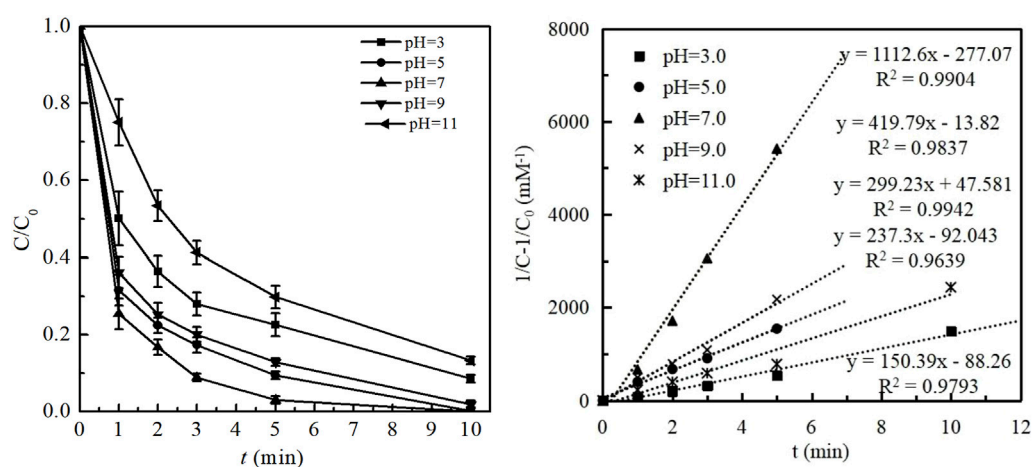 1.0
0.8
0.6
0.4
0.2
0.0
C/C₀
0 1 2 3 4 5 6 7 8 9 10
t (min)
pH=3
pH=5
pH=7
pH=9
pH=11
8000
6000
4000
2000
0
1/C-1/C₀ (mM⁻¹)
0 2 4 6 8 10 12
t (min)
pH=3.0
pH=5.0
pH=7.0
pH=9.0
pH=11.0
y = 1112.6x - 277.07
R² = 0.9904
y = 419.79x - 13.82
R² = 0.9837
y = 299.23x + 47.581
R² = 0.9942
y = 237.3x - 92.043
R² = 0.9639
y = 150.39x - 88.26
R² = 0.9793